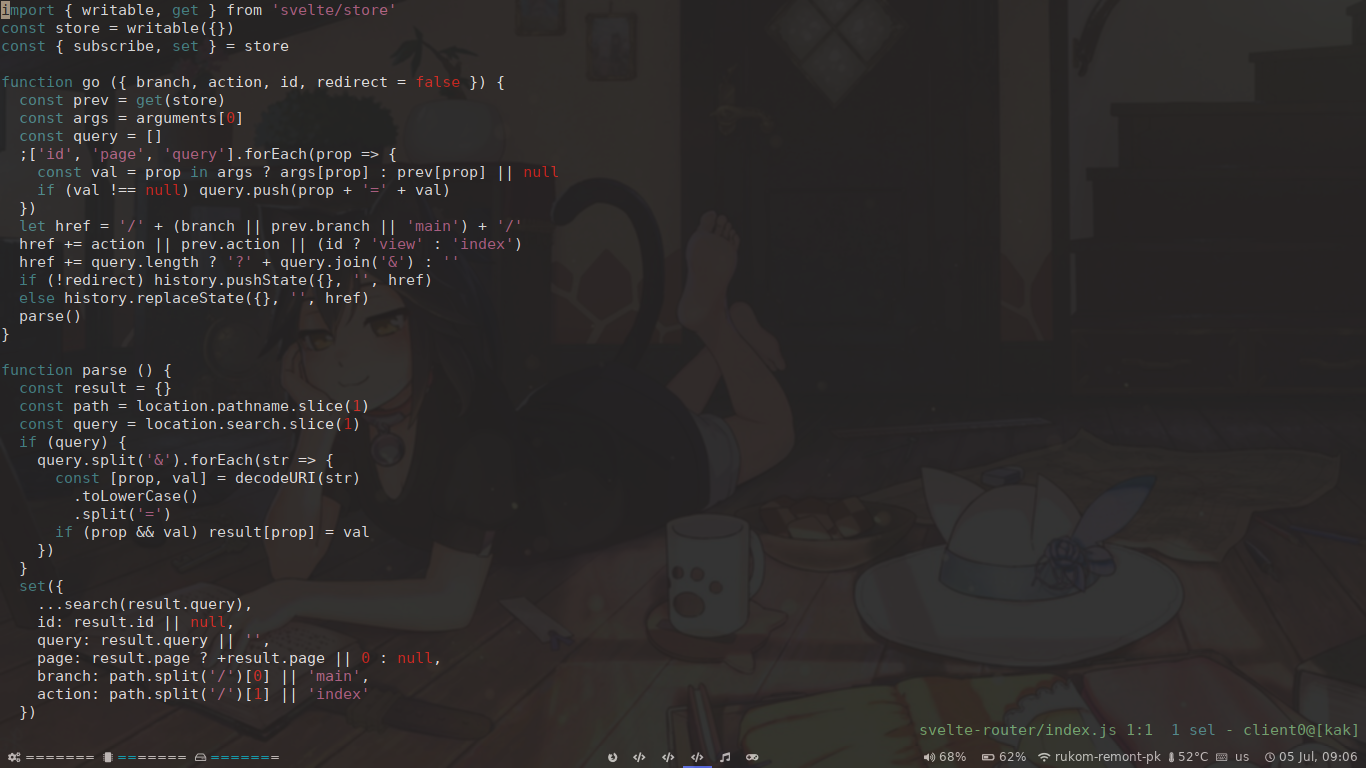 import { writable, get } from 'svelte/store'
const store = writable({})
const { subscribe, set } = store

function go ({ branch, action, id, redirect = false }) {
  const prev = get(store)
  const args = arguments[0]
  const query = []
  ;['id', 'page', 'query'].forEach(prop => {
    const val = prop in args ? args[prop] : prev[prop] || null
    if (val !== null) query.push(prop + '=' + val)
  })
  let href = '/' + (branch || prev.branch || 'main') + '/'
  href += action || prev.action || (id ? 'view' : 'index')
  href += query.length ? '?' + query.join('&') : ''
  if (!redirect) history.pushState({}, '', href)
  else history.replaceState({}, '', href)
  parse()
}

function parse () {
  const result = {}
  const path = location.pathname.slice(1)
  const query = location.search.slice(1)
  if (query) {
    query.split('&').forEach(str => {
      const [prop, val] = decodeURI(str)
        .toLowerCase()
        .split('=')
      if (prop && val) result[prop] = val
    })
  }
  set({
    ...search(result.query),
    id: result.id || null,
    query: result.query || '',
    page: result.page ? +result.page || 0 : null,
    branch: path.split('/')[0] || 'main',
    action: path.split('/')[1] || 'index'
  })
svelte-router/index.js 1:1  1 sel - client0@[kak]
======= ======= ======= 68% 62% rukom-remont-pk 52°C us 05 Jul, 09:06